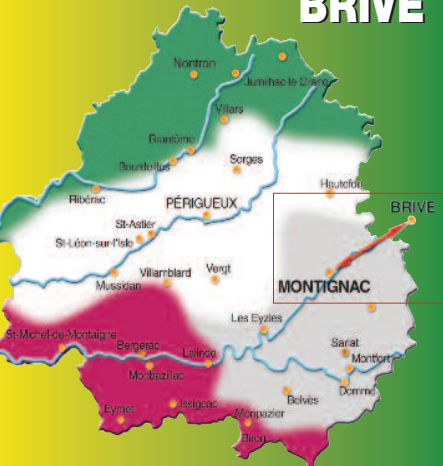 BRIVE
Nontron
Jumilhac le Grand
Villars
Brantôme
Bourdeilles
Sorges
Hautefort
Ribérac
PÉRIGUEUX
BRIVE
St-Astier
St-Léon-sur-l'Isle
Mussidan
Villamblard
Vergt
MONTIGNAC
Les Eyzies
St-Michel-de-Montaigne
Bergerac
Lalinde
Sarlat
Montfort
Monbazillac
Domme
Belvès
Eymet
Issigeac
Monpazier
Biron